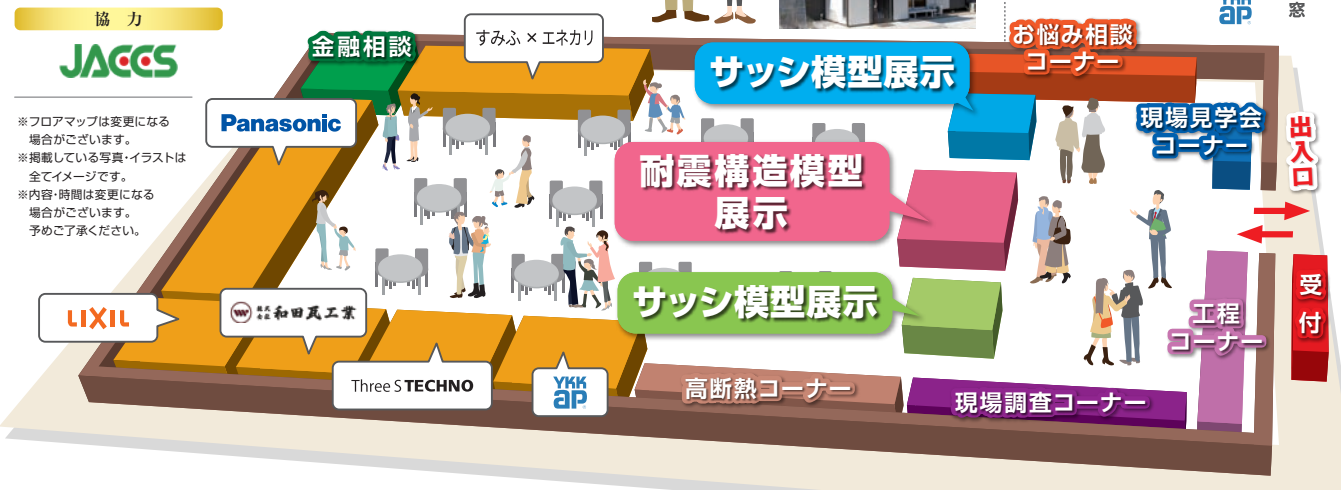 協 力
JACCS
※フロアマップは変更になる
場合がございます。
※掲載している写真・イラストは
全てイメージです。
※内容・時間は変更になる
場合がございます。
予めご了承ください。
金融相談
すみふ × エネカリ
サッシ模型展示
お悩み相談
コーナー
YKK
ap
窓
Panasonic
耐震構造模型
展示
現場見学会
コーナー
出入口
サッシ模型展示
LIXIL
株式会社 和田瓦工業
Three S TECHNO
YKK
ap
高断熱コーナー
現場調査コーナー
工程
コーナー
受付